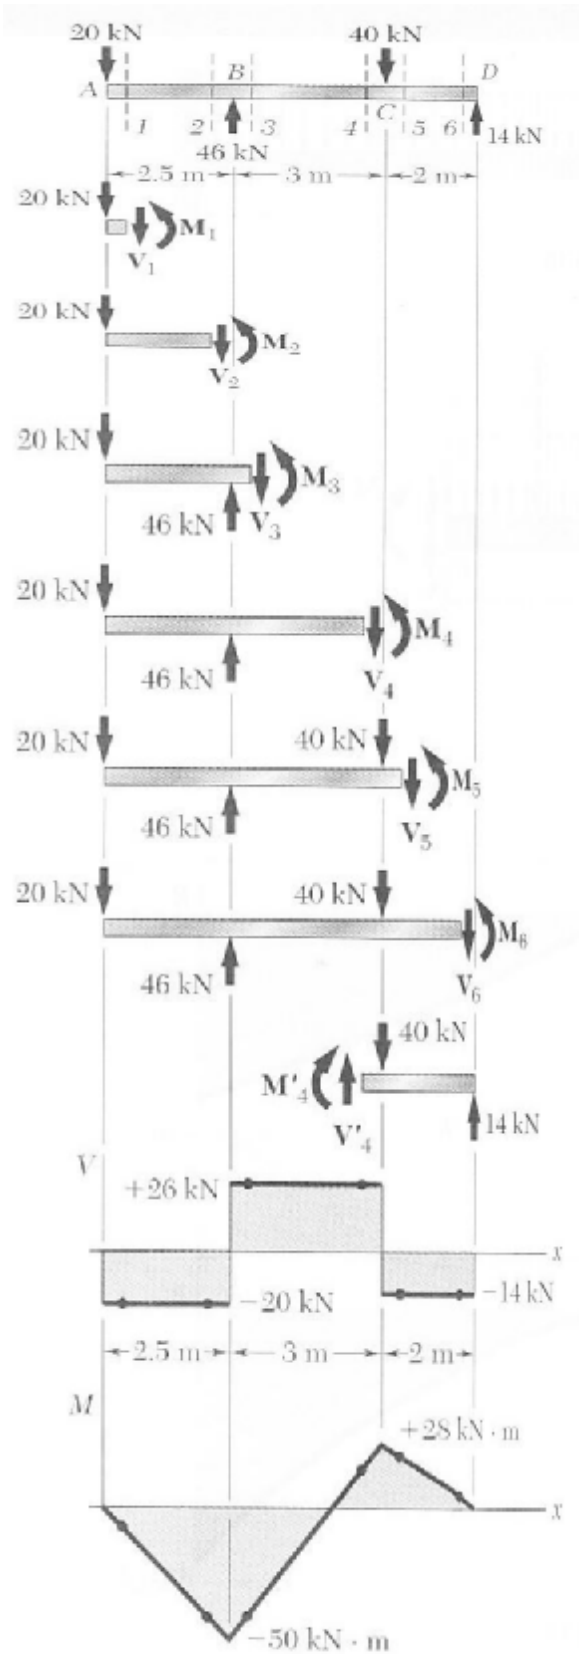 20 kN 40 kN
A B D
C
1 2 3 4 5 6 14 kN
46 kN
2.5 m 3 m 2 m
20 kN
M₁
V₁
20 kN
M₂
V₂
20 kN
M₃
46 kN V₃
20 kN
M₄
46 kN V₄
20 kN 40 kN
M₅
46 kN V₅
20 kN 40 kN
M₆
46 kN V₆
40 kN
M'₄
V'₄ 14 kN
V
+26 kN
x
−20 kN −14 kN
2.5 m 3 m 2 m
M
+28 kN · m
x
−50 kN · m